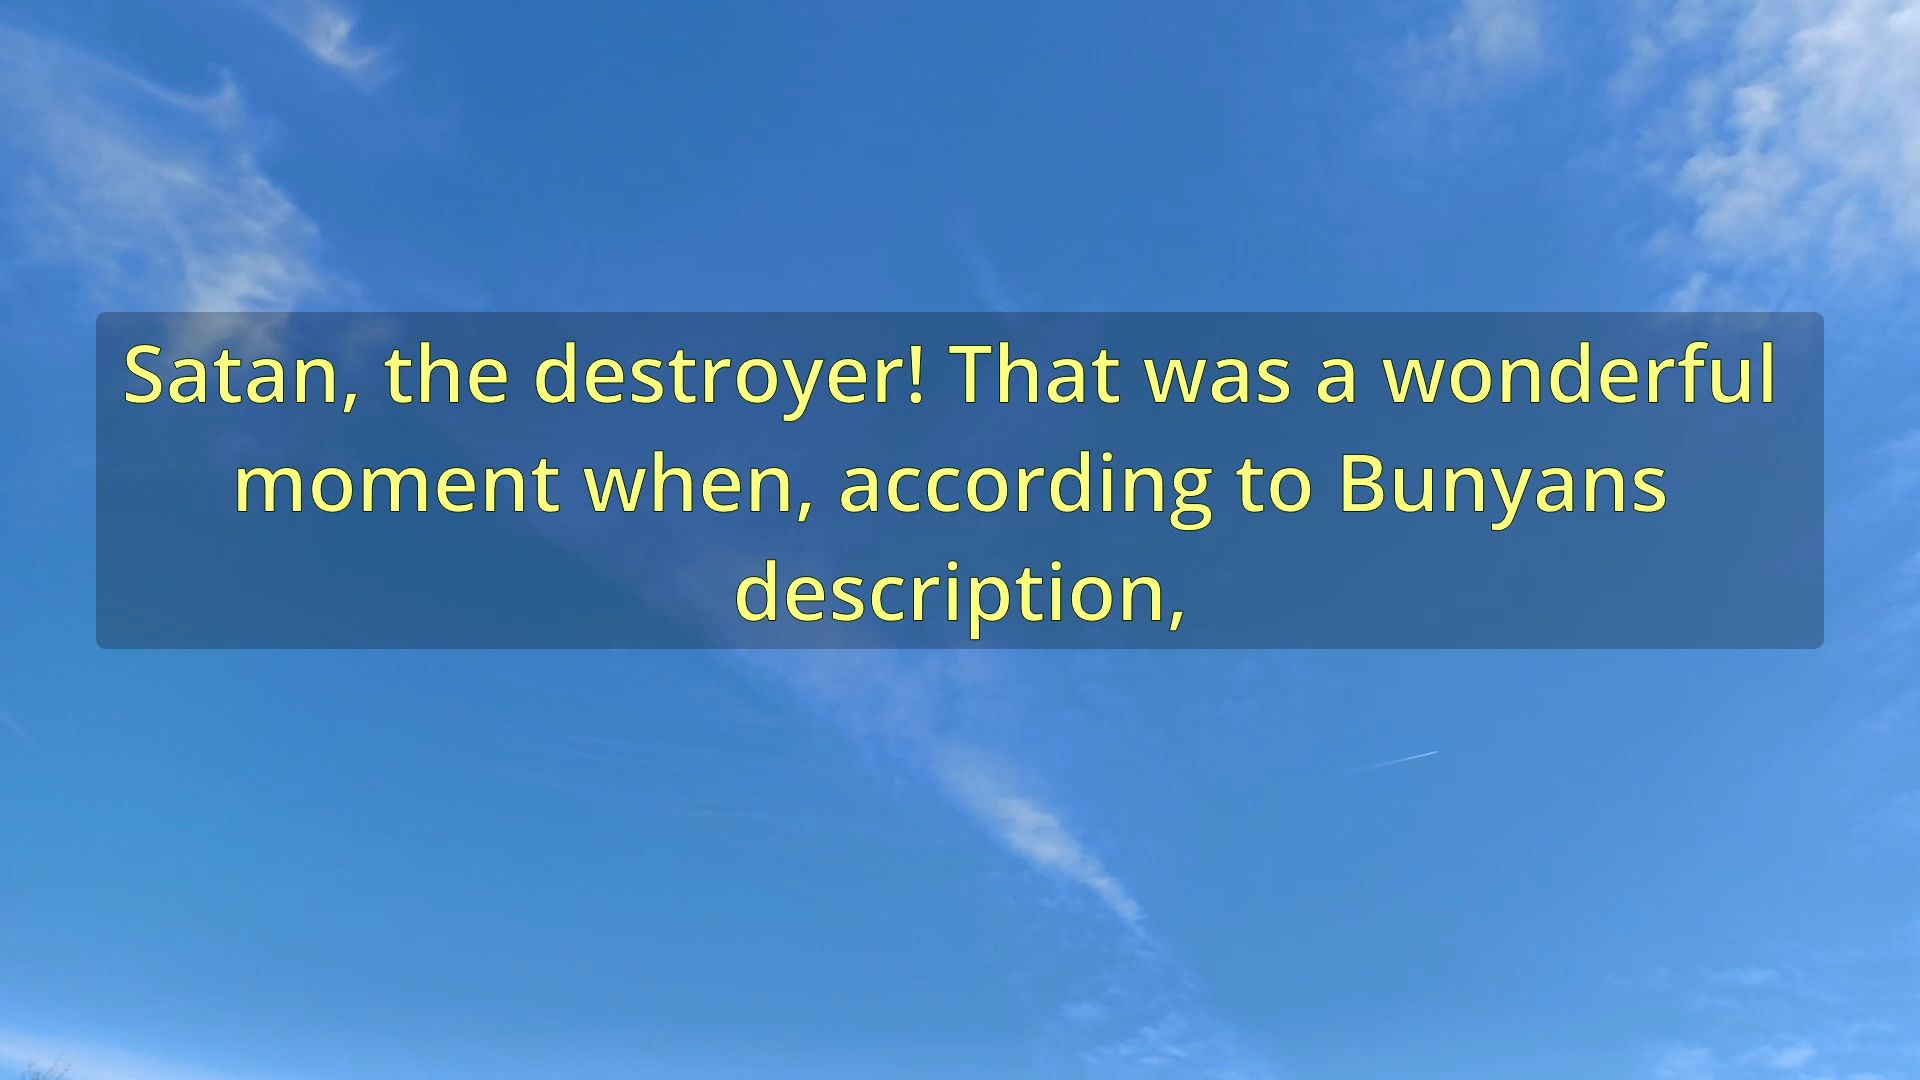 Satan, the destroyer! That was a wonderful
moment when, according to Bunyans
description,